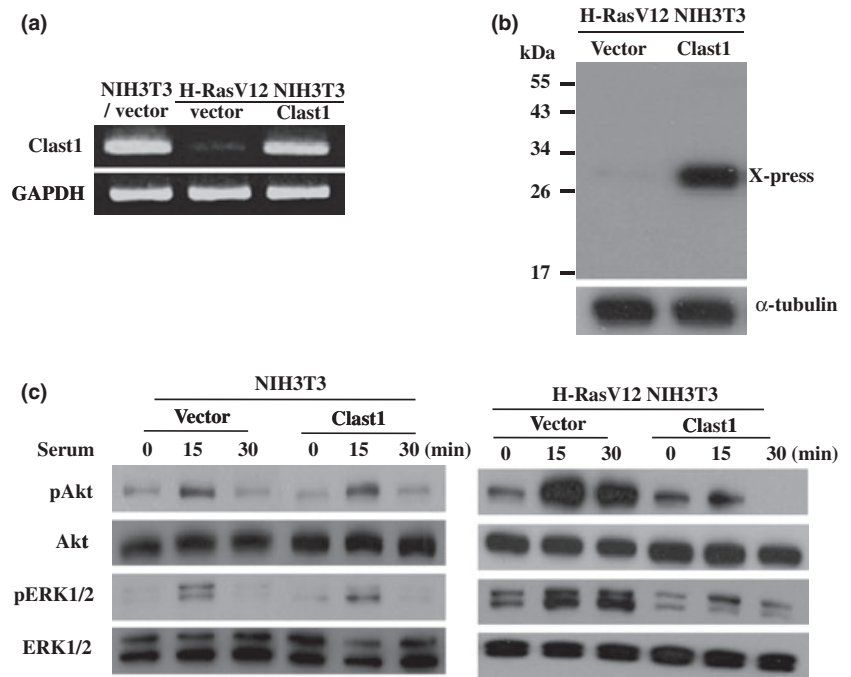 (a)
NIH3T3 H-RasV12 NIH3T3
/ vector vector Clast1
Clast1
GAPDH
(b)
H-RasV12 NIH3T3
kDa Vector Clast1
55
43
34
26
17
X-press
α-tubulin
(c)
NIH3T3
Vector Clast1
Serum 0 15 30 0 15 30 (min)
pAkt
Akt
pERK1/2
ERK1/2
H-RasV12 NIH3T3
Vector Clast1
0 15 30 0 15 30 (min)